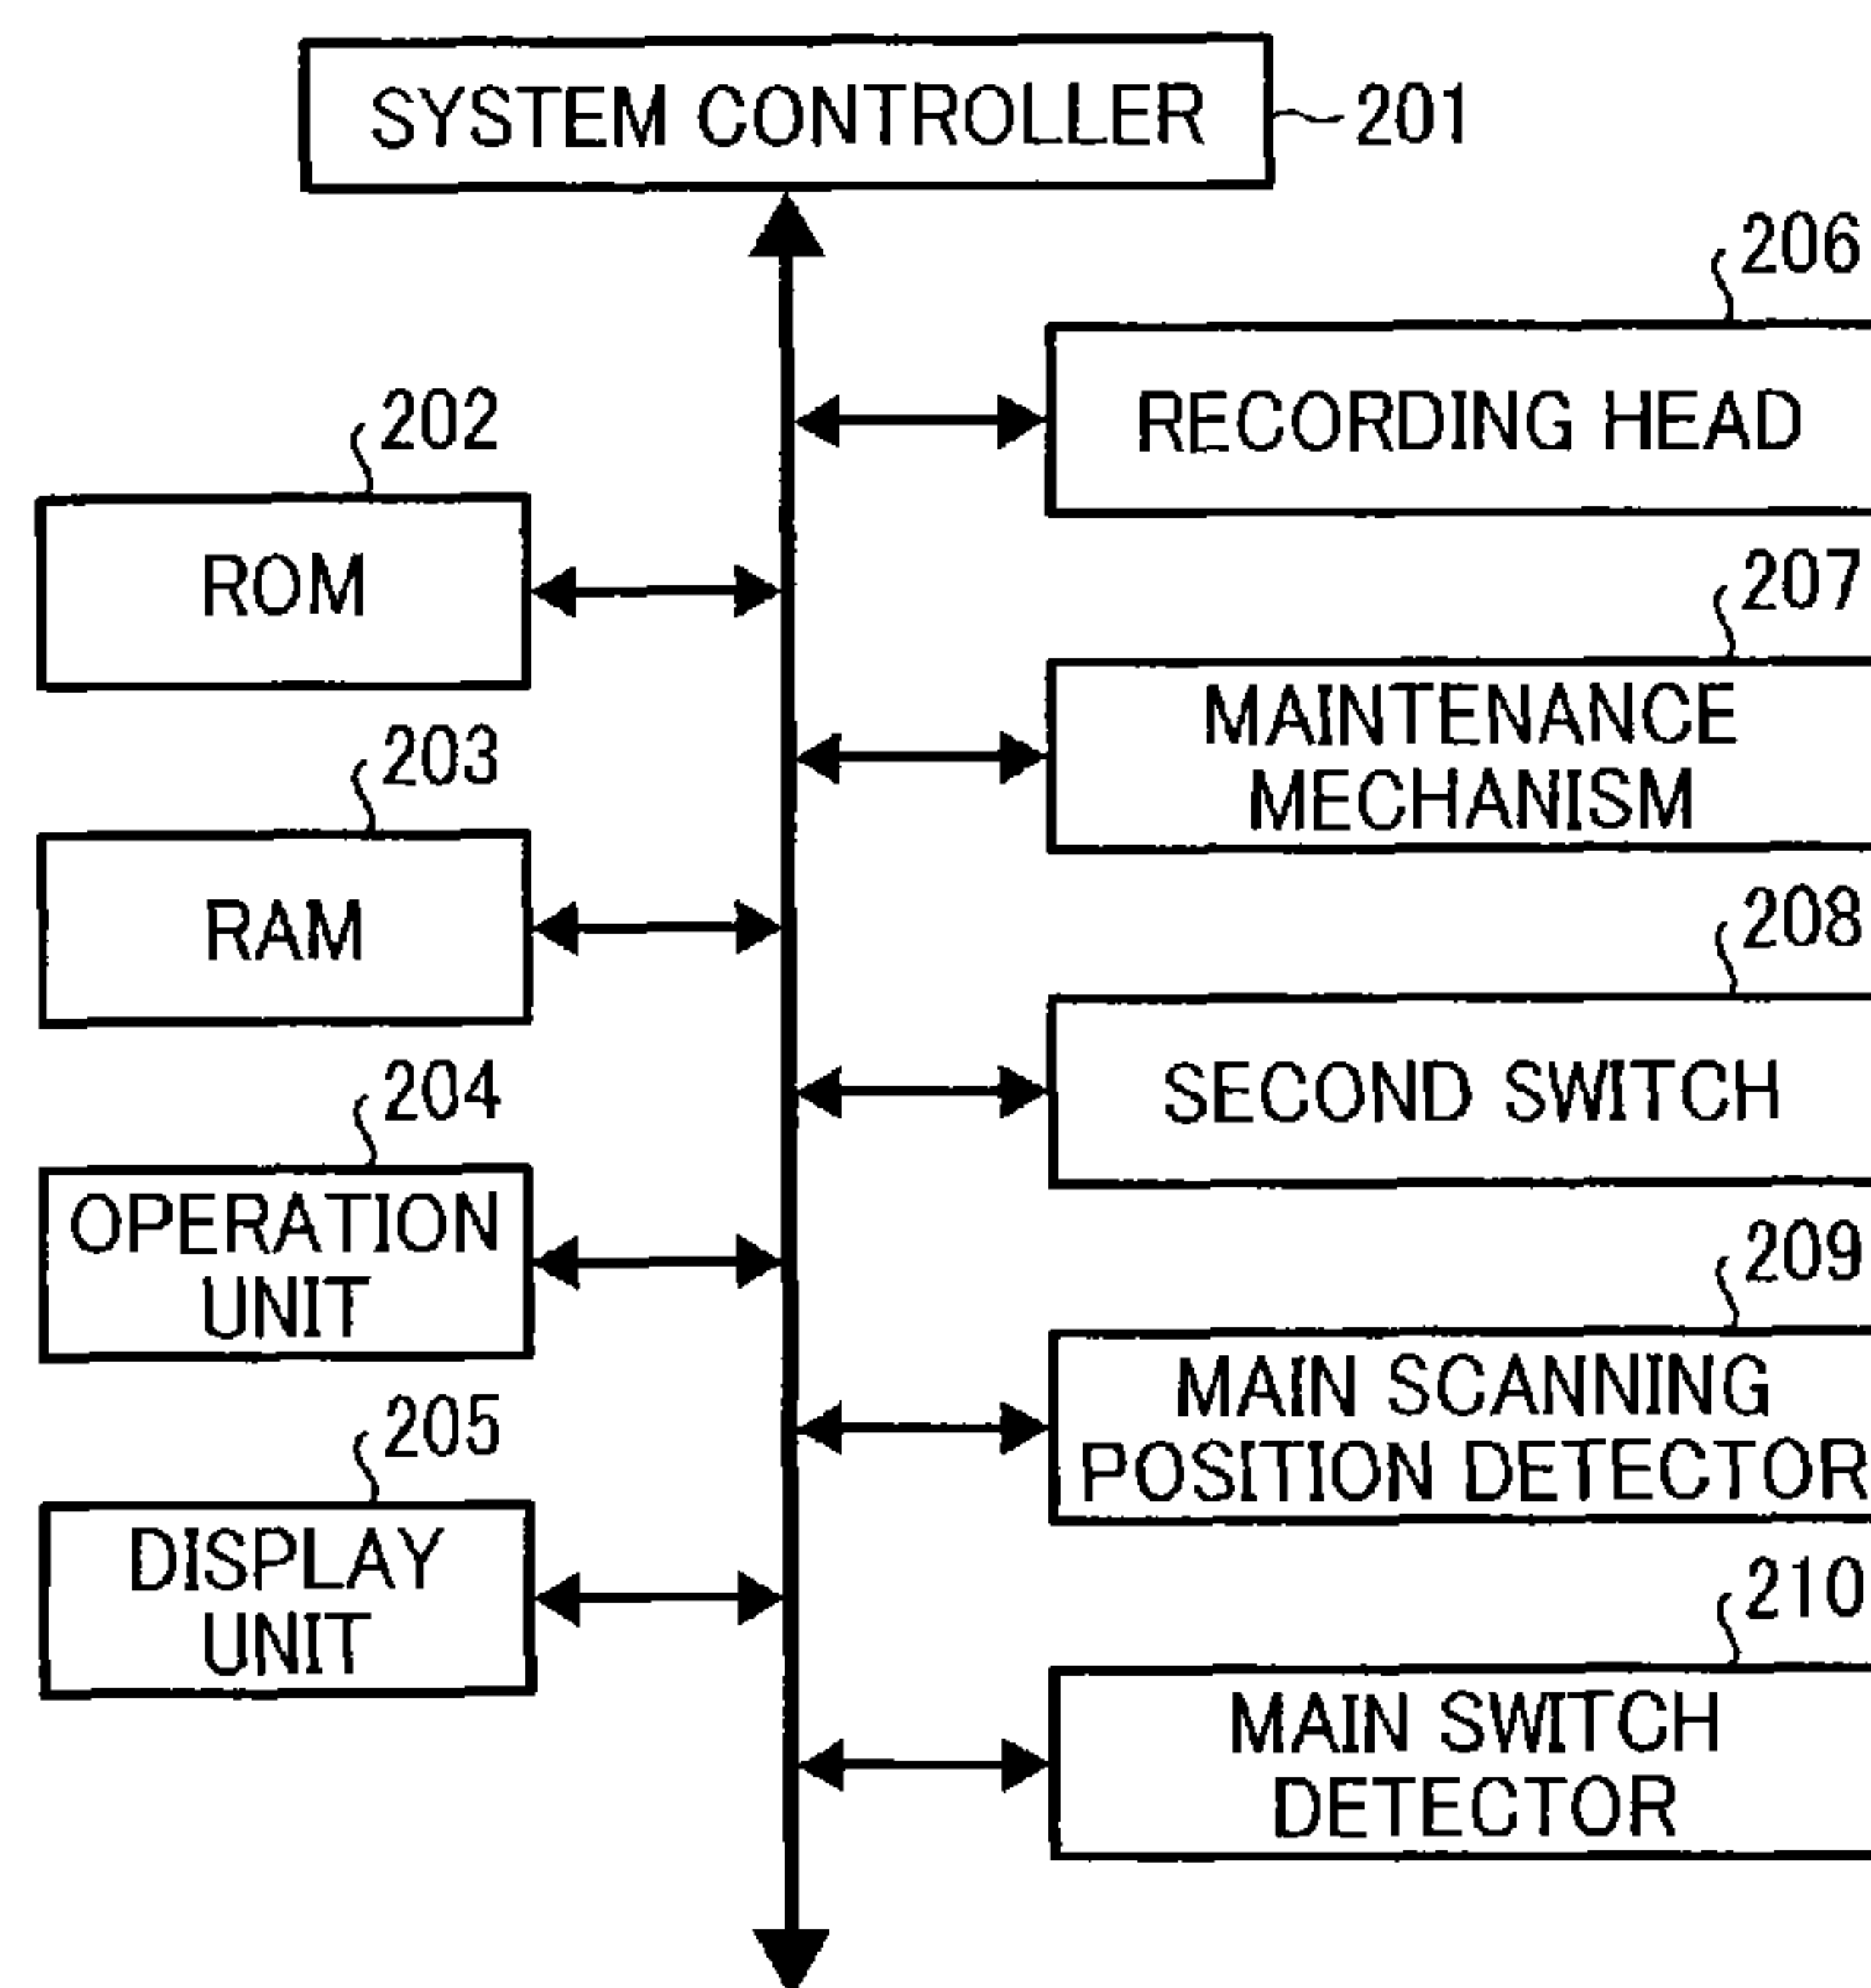 SYSTEM CONTROLLER
201
206
RECORDING HEAD
202
ROM
207
MAINTENANCE
MECHANISM
203
RAM
208
SECOND SWITCH
204
OPERATION
UNIT
209
MAIN SCANNING
POSITION DETECTOR
205
DISPLAY
UNIT
210
MAIN SWITCH
DETECTOR